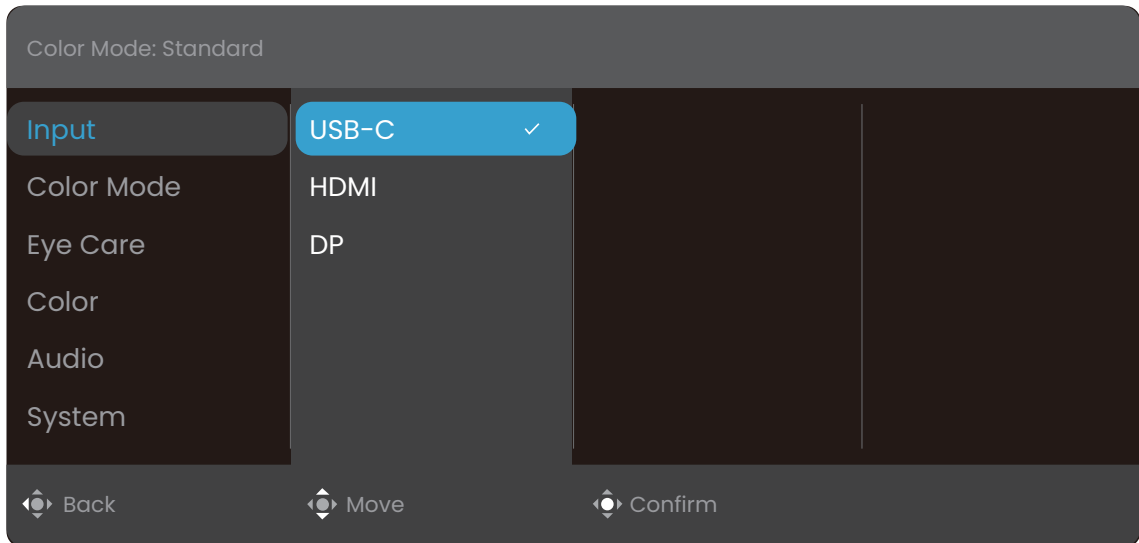 Color Mode: Standard
Input
USB-C
Color Mode
HDMI
Eye Care
DP
Color
Audio
System
Back
Move
Confirm